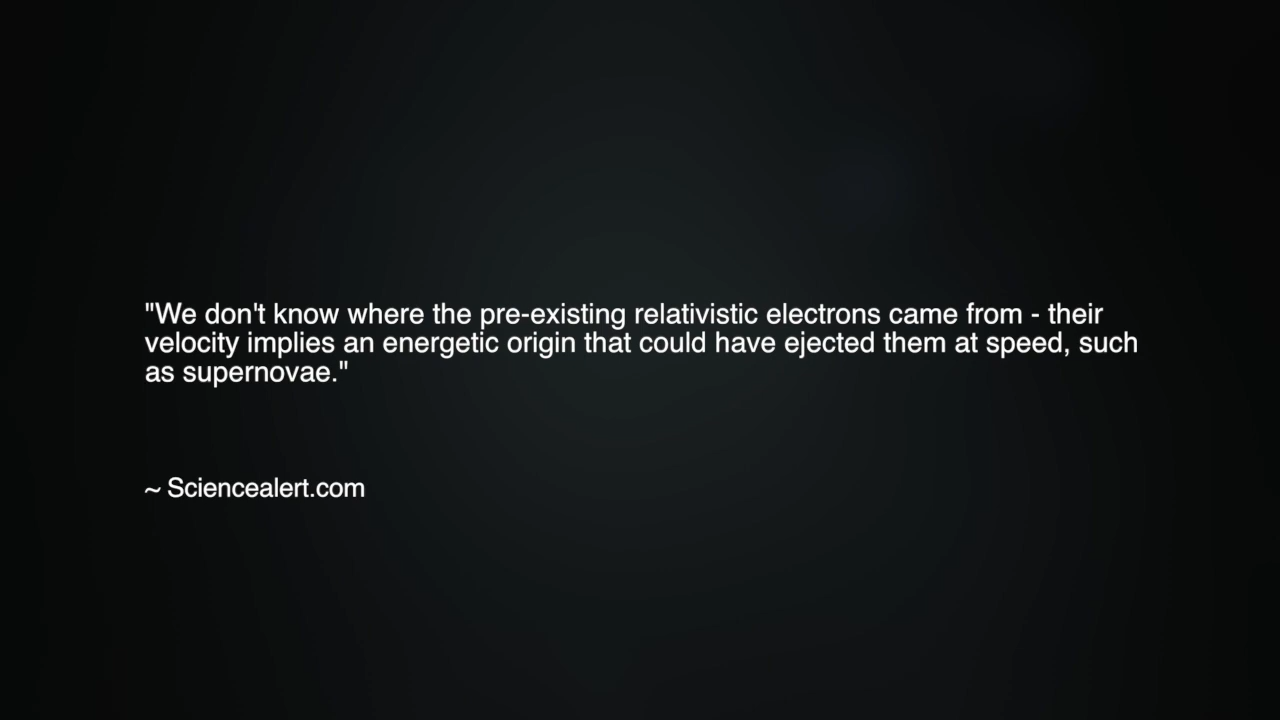 "We don't know where the pre-existing relativistic electrons came from - their
velocity implies an energetic origin that could have ejected them at speed, such
as supernovae."
~ Sciencealert.com